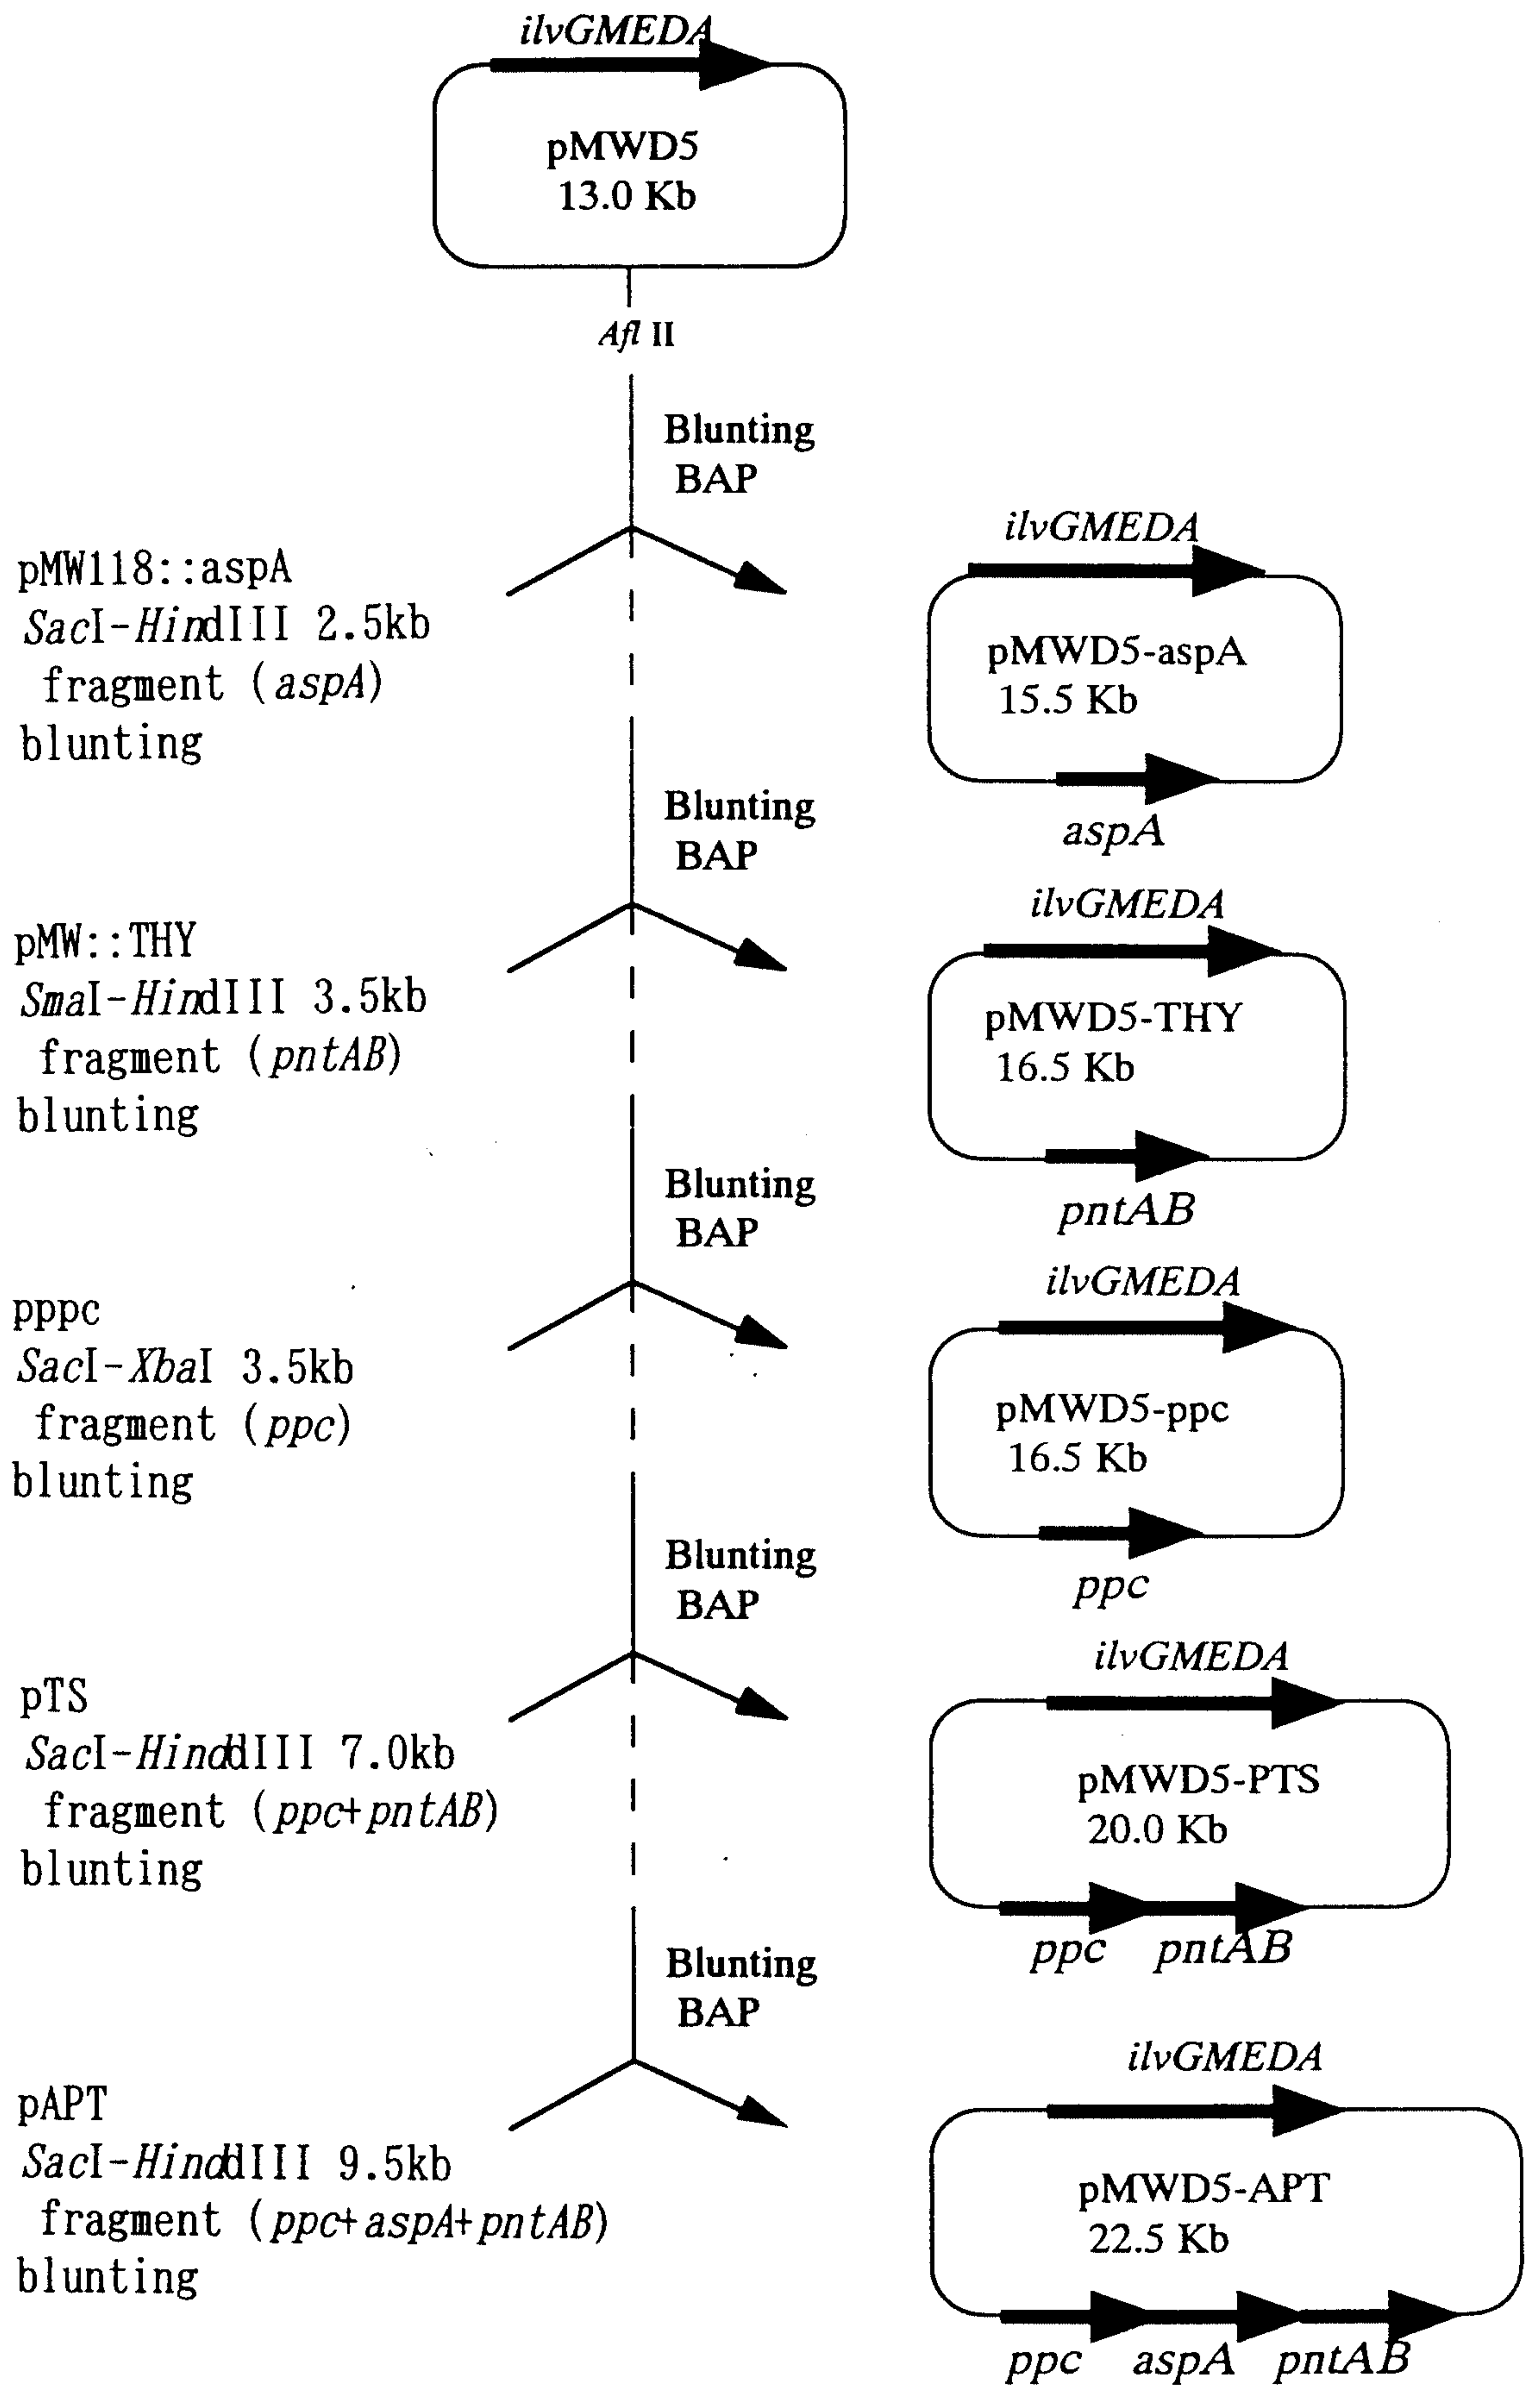 ilvGMEDA
pMWD5
13.0 Kb
Afl II
Blunting
BAP
pMW118::aspA
SacI-HindIII 2.5kb
fragment (aspA)
blunting
ilvGMEDA
pMWD5-aspA
15.5 Kb
aspA
Blunting
BAP
pMW::THY
SmaI-HindIII 3.5kb
fragment (pntAB)
blunting
ilvGMEDA
pMWD5-THY
16.5 Kb
pntAB
Blunting
BAP
pppc
SacI-XbaI 3.5kb
fragment (ppc)
blunting
ilvGMEDA
pMWD5-ppc
16.5 Kb
ppc
Blunting
BAP
pTS
SacI-HinddIII 7.0kb
fragment (ppc+pntAB)
blunting
ilvGMEDA
pMWD5-PTS
20.0 Kb
ppc pntAB
Blunting
BAP
pAPT
SacI-HinddIII 9.5kb
fragment (ppc+aspA+pntAB)
blunting
ilvGMEDA
pMWD5-APT
22.5 Kb
ppc aspA pntAB